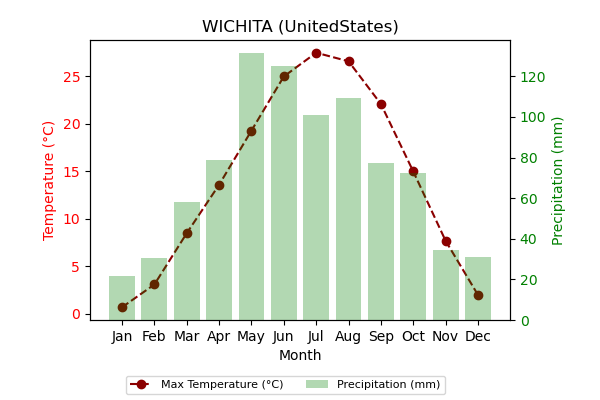 WICHITA (UnitedStates)
Temperature (°C)
25
20
15
10
5
0
120
100
80
60
40
20
0
Precipitation (mm)
Jan Feb Mar Apr May Jun Jul Aug Sep Oct Nov Dec
Month
Max Temperature (°C) Precipitation (mm)